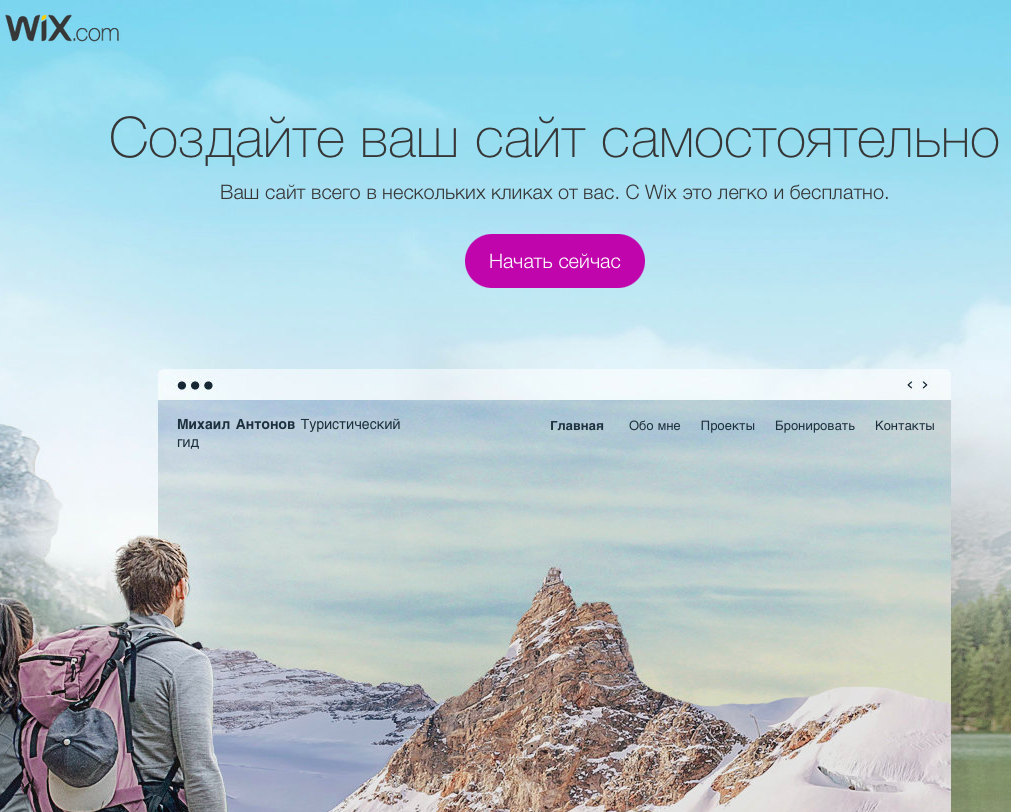 WiX.com
Создайте ваш сайт самостоятельно
Ваш сайт всего в нескольких кликах от вас. С Wix это легко и бесплатно.
Начать сейчас
Михаил Антонов Туристический
гид
Главная Обо мне Проекты Бронировать Контакты